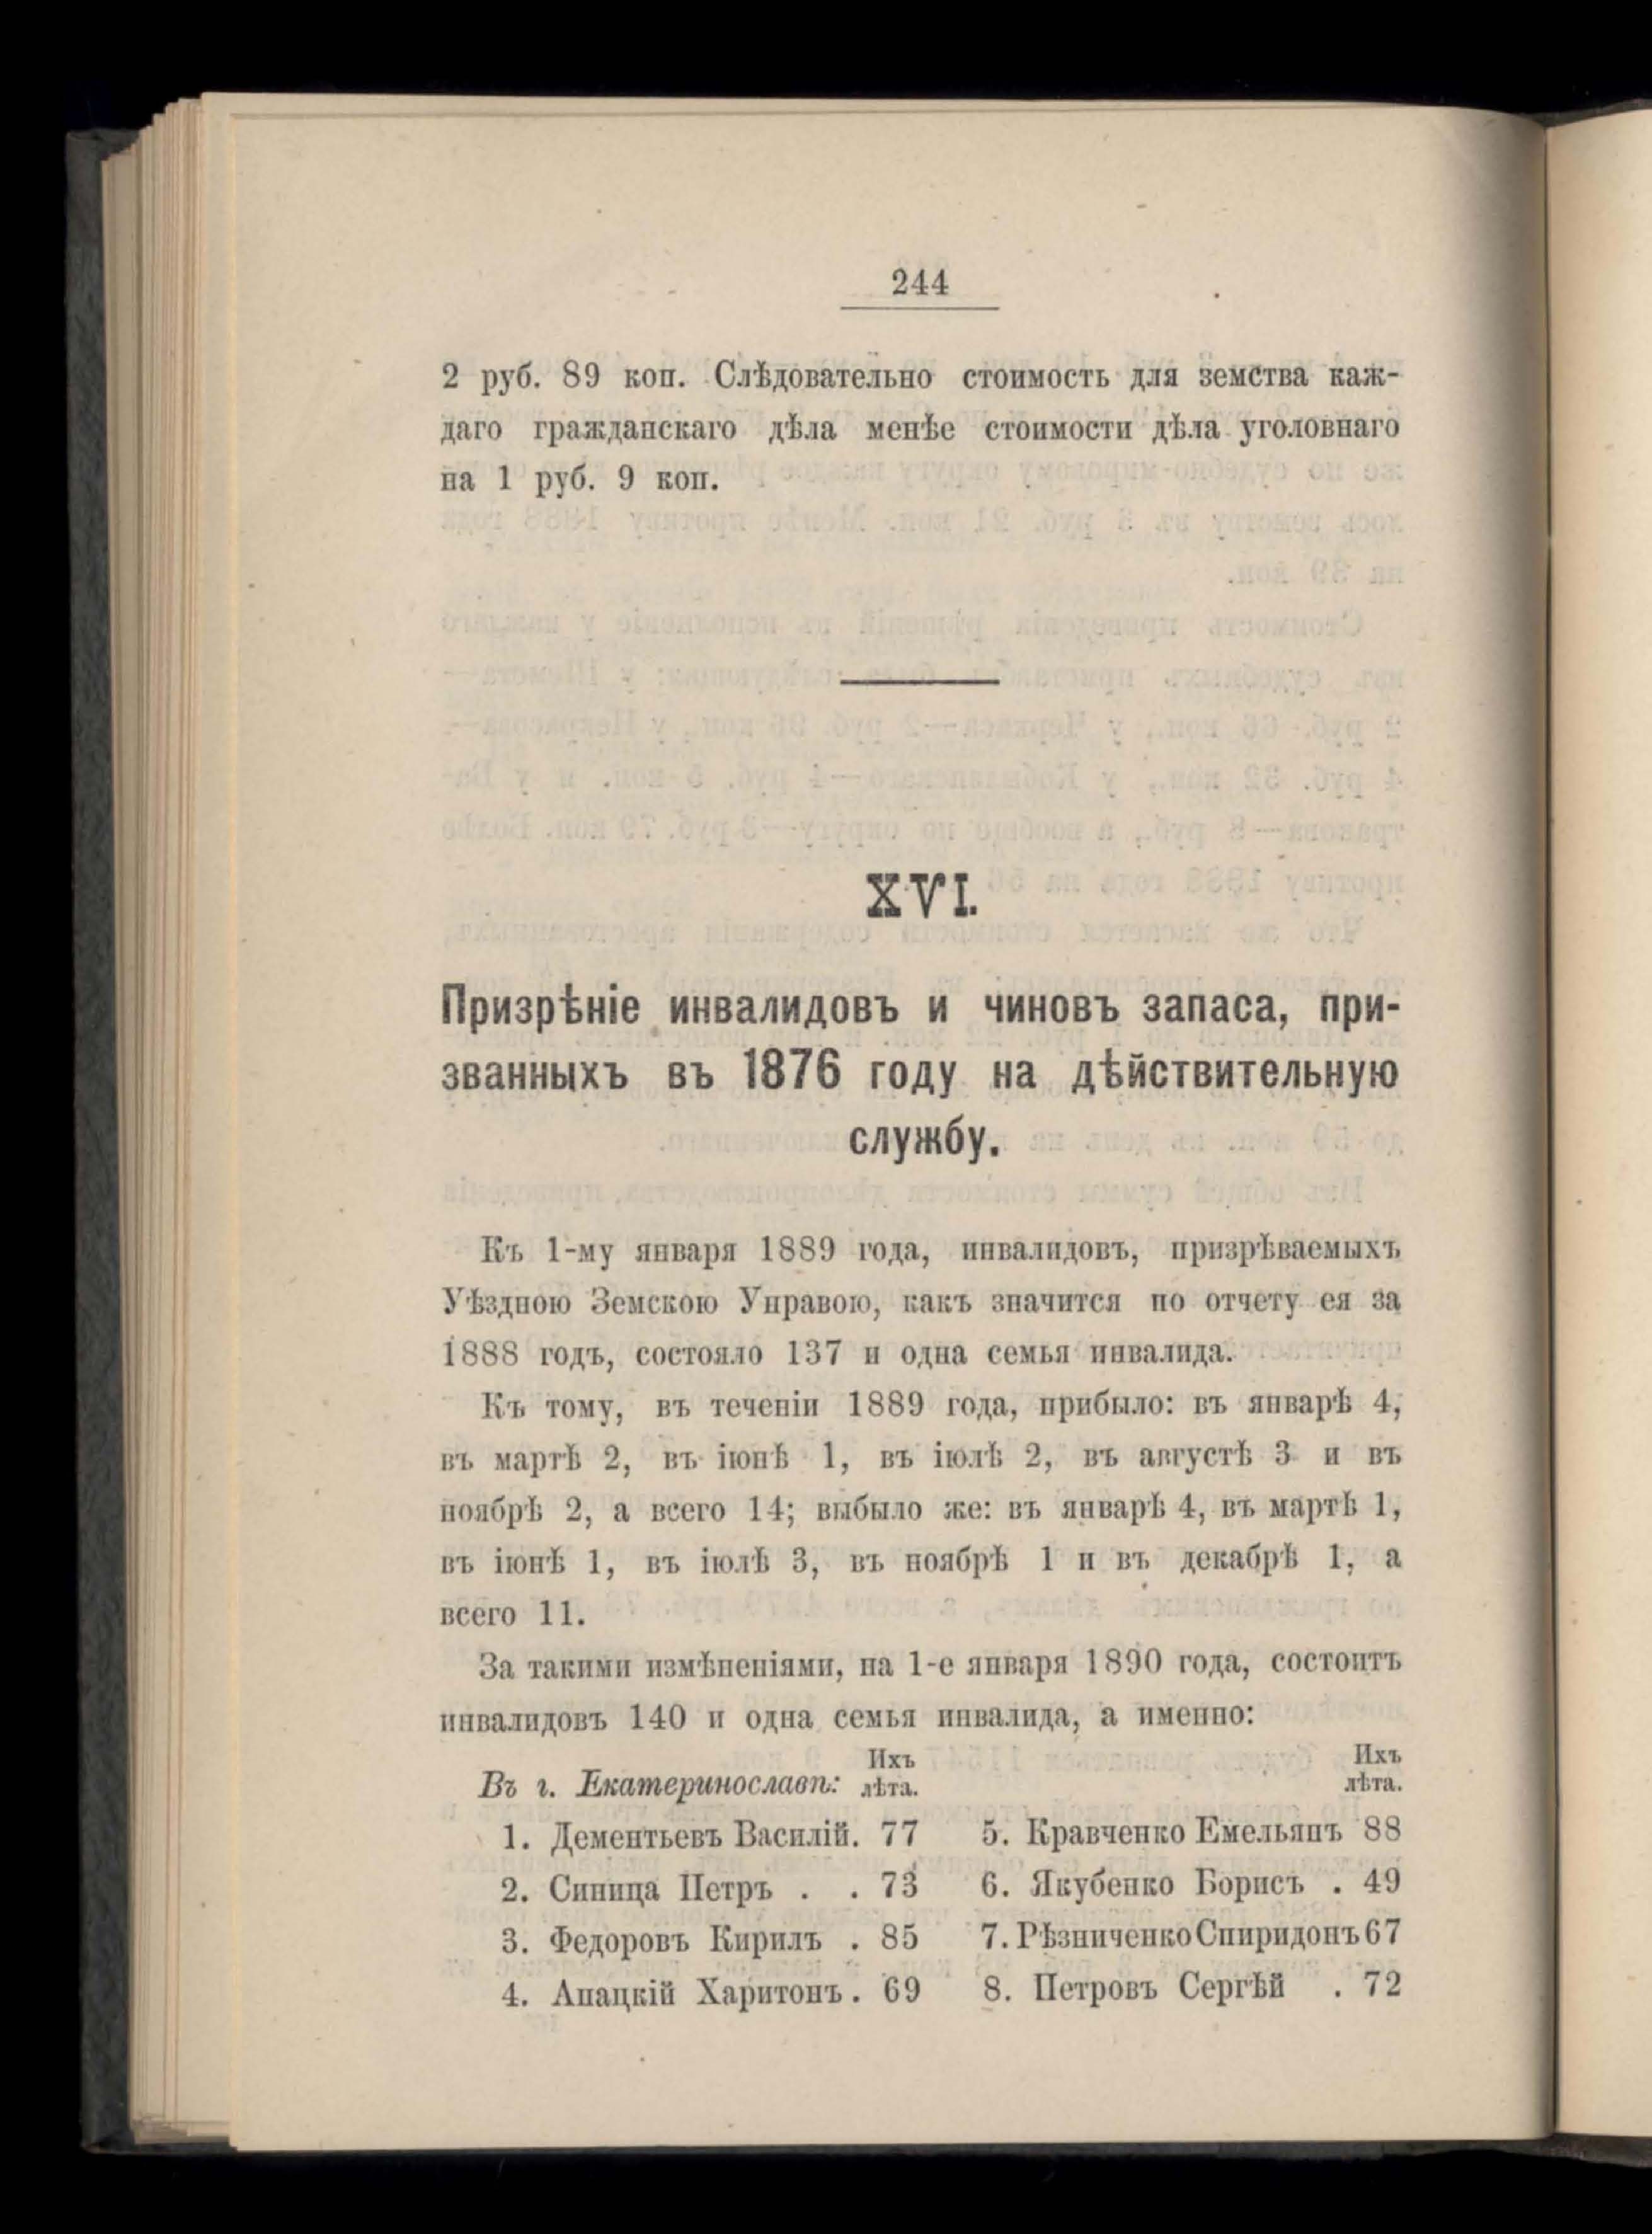 244
2 руб. 89 коп. Слѣдовательно стоимость для земства каж-
даго гражданскаго дѣла менѣе стоимости дѣла уголовнаго
на 1 руб. 9 коп.
XVI.
Призрѣніе инвалидовъ и чиновъ запаса, при-
званныхъ въ 1876 году на дѣйствительную
службу.
Къ 1-му января 1889 года, инвалидовъ, призрѣваемыхъ
Уѣздною Земскою Управою, какъ значится по отчету ея за
1888 годъ, состояло 137 и одна семья инвалида.
Къ тому, въ теченіи 1889 года, прибыло: въ январѣ 4,
въ мартѣ 2, въ іюнѣ 1, въ іюлѣ 2, въ августѣ 3 и въ
ноябрѣ 2, а всего 14; выбыло же: въ январѣ 4, въ мартѣ 1,
въ іюнѣ 1, въ іюлѣ 3, въ ноябрѣ 1 и въ декабрѣ 1, а
всего 11.
За такими измѣненіями, на 1-е января 1890 года, состоитъ
инвалидовъ 140 и одна семья инвалида, а именно:
Въ г. Екатеринославѣ: Ихъ лѣта.
1. Дементьевъ Василій. 77
2. Синица Петръ . . 73
3. Федоровъ Кирилъ . 85
4. Апацкій Харитонъ. 69
Ихъ лѣта.
5. Кравченко Емельянъ 88
6. Якубенко Борисъ . 49
7. Рѣзниченко Спиридонъ 67
8. Петровъ Сергѣй . 72